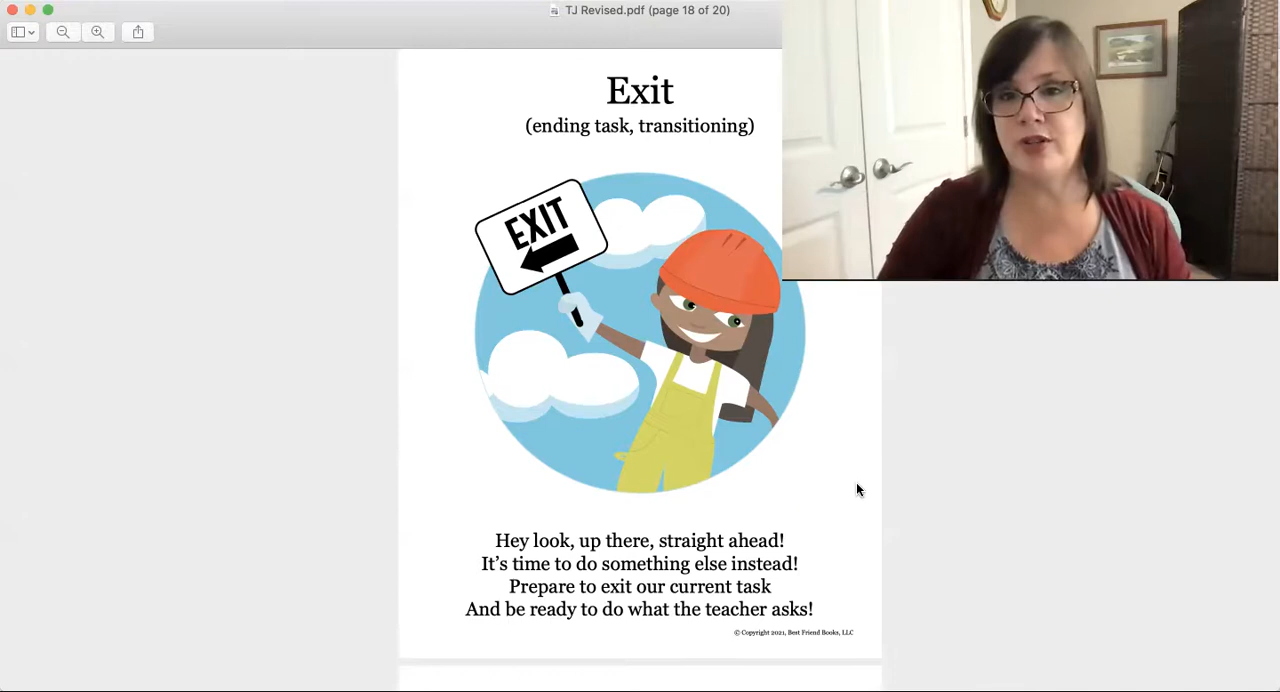 TJ Revised.pdf (page 18 of 20)
Exit
(ending task, transitioning)
EXIT
Hey look, up there, straight ahead!
It's time to do something else instead!
Prepare to exit our current task
And be ready to do what the teacher asks!
© Copyright 2021, Best Friend Books, LLC